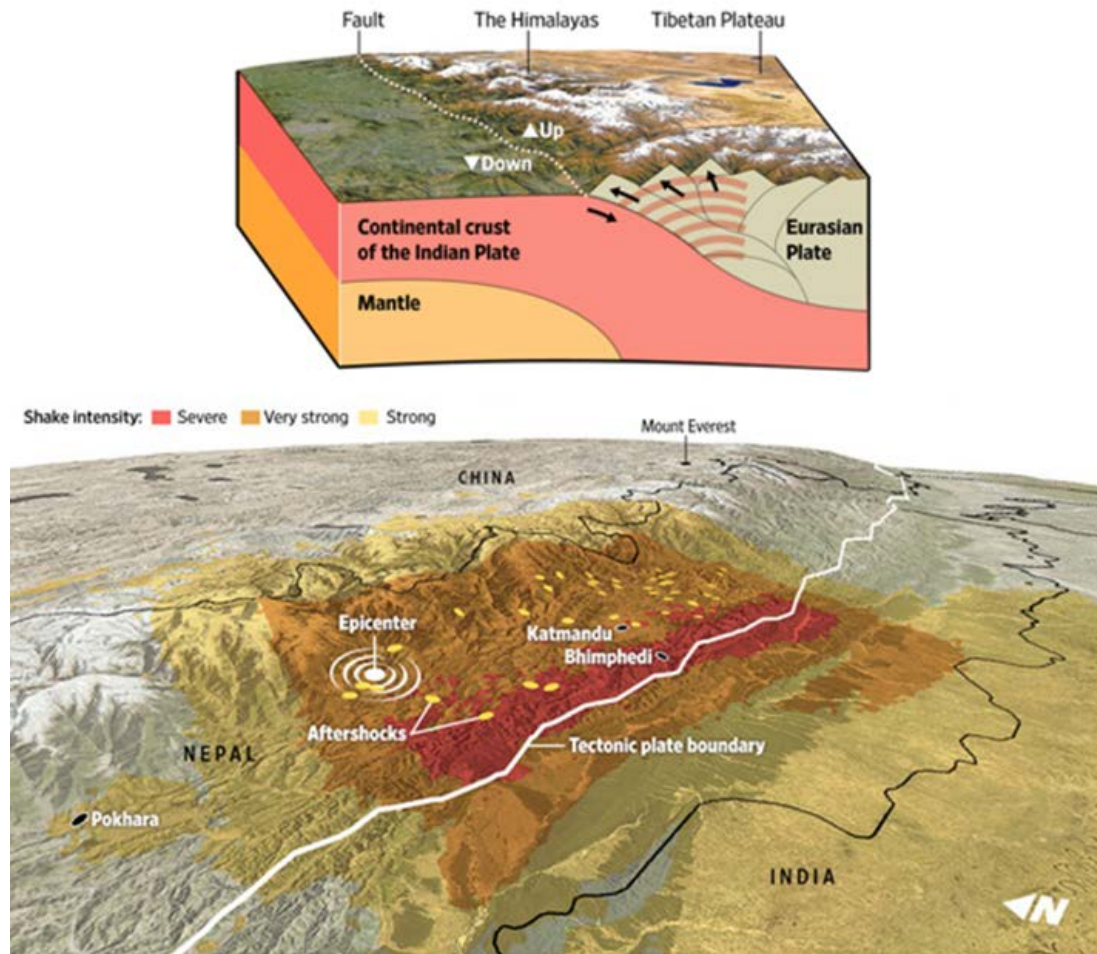 Fault
The Himalayas
Tibetan Plateau
▲Up
▼Down
Continental crust
of the Indian Plate
Eurasian
Plate
Mantle
Shake intensity: Severe Very strong Strong
Mount Everest
CHINA
Epicenter
Katmandu
Bhimphedi
Aftershocks
Tectonic plate boundary
NEPAL
Pokhara
INDIA
N